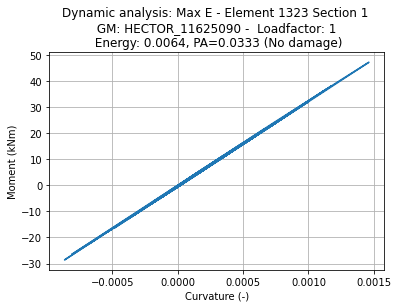 Dynamic analysis: Max E - Element 1323 Section 1
GM: HECTOR_11625090 - Loadfactor: 1
Energy: 0.0064, PA=0.0333 (No damage)
50
40
30
20
10
0
−10
−20
−30
Moment (kNm)
−0.0005
0.0000
0.0005
0.0010
0.0015
Curvature (-)